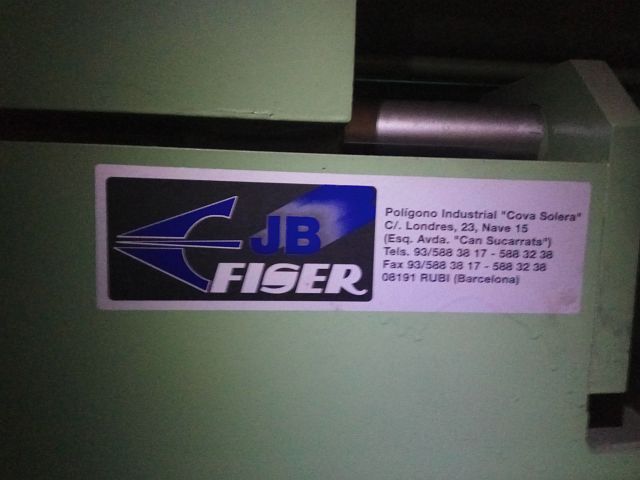 JB
FISER
Polígono Industrial "Cova Solera"
C/. Londres, 23, Nave 15
(Esq. Avda. "Can Sucarrats")
Tels. 93/588 38 17 - 588 32 38
Fax 93/588 38 17 - 588 32 38
08191 RUBI (Barcelona)